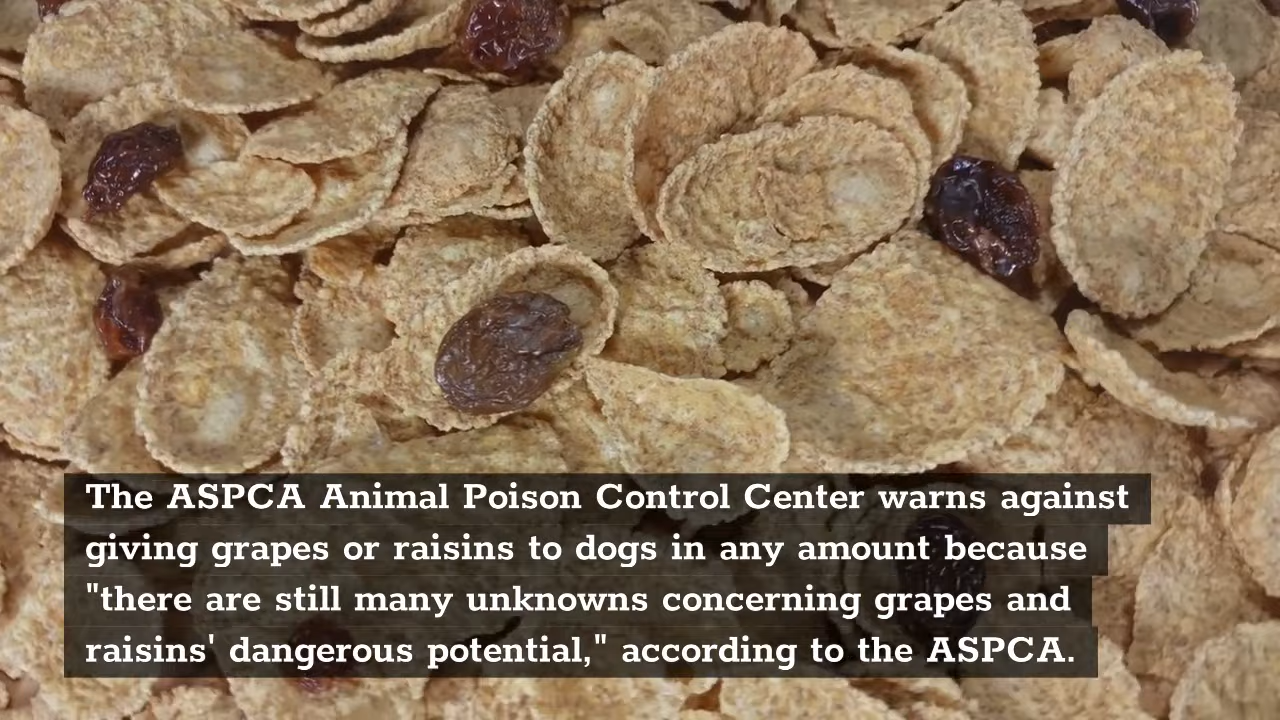 The ASPCA Animal Poison Control Center warns against
giving grapes or raisins to dogs in any amount because
"there are still many unknowns concerning grapes and
raisins' dangerous potential," according to the ASPCA.